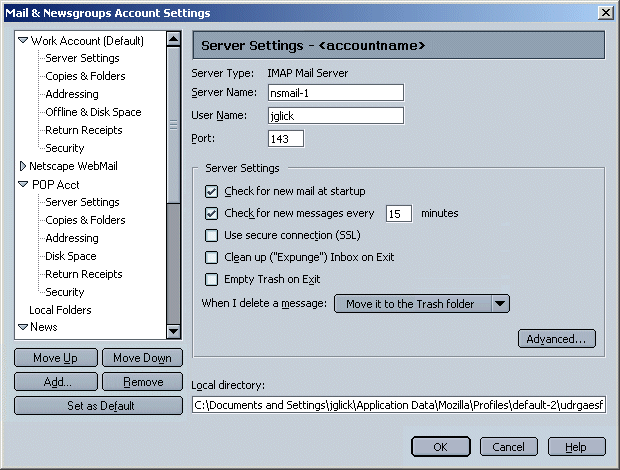 Mail & Newsgroups Account Settings
Work Account (Default)
Server Settings
Copies & Folders
Addressing
Offline & Disk Space
Return Receipts
Security
Netscape WebMail
POP Acct
Server Settings
Copies & Folders
Addressing
Disk Space
Return Receipts
Security
Local Folders
News
Move Up
Move Down
Add...
Remove
Set as Default
Server Settings - <accountname>
Server Type: IMAP Mail Server
Server Name: nsmail-1
User Name: jglick
Port: 143
Server Settings
Check for new mail at startup
Check for new messages every 15 minutes
Use secure connection (SSL)
Clean up ("Expunge") Inbox on Exit
Empty Trash on Exit
When I delete a message: Move it to the Trash folder
Advanced...
Local directory:
C:\Documents and Settings\jglick\Application Data\Mozilla\Profiles\default-2\udrgaesf
OK
Cancel
Help